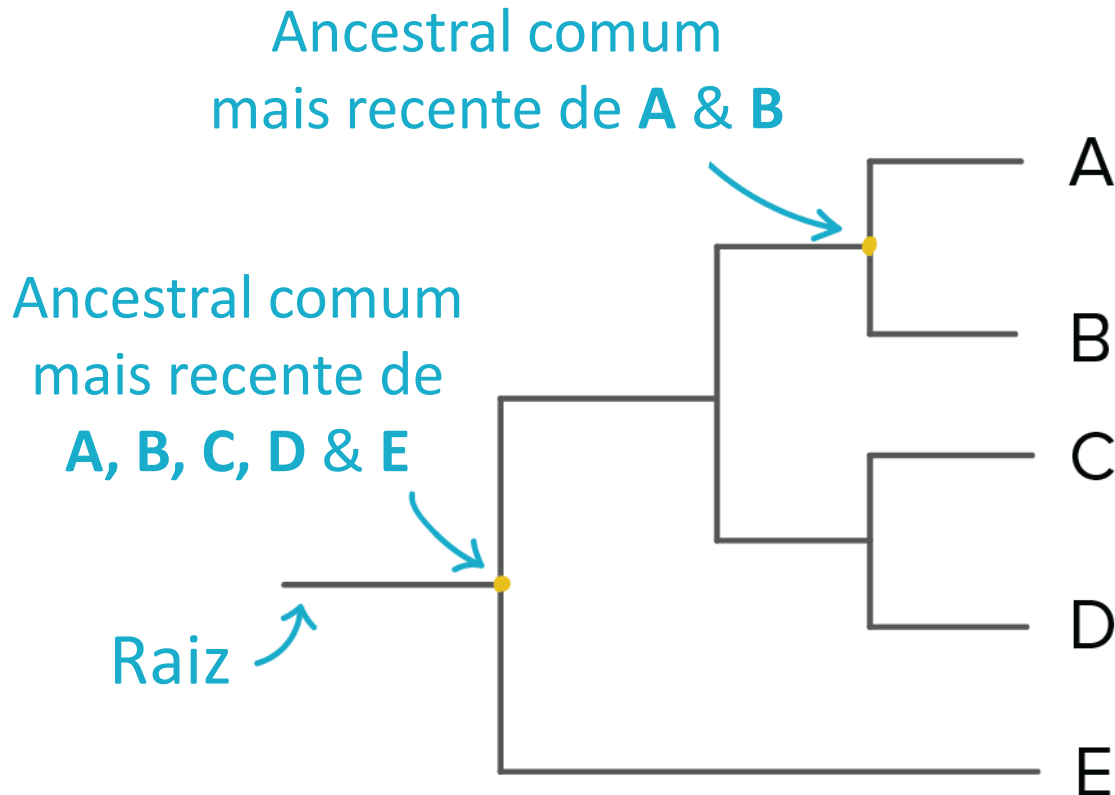 Ancestral comum
mais recente de A & B
A
B
Ancestral comum
mais recente de
A, B, C, D & E
C
D
Raiz
E